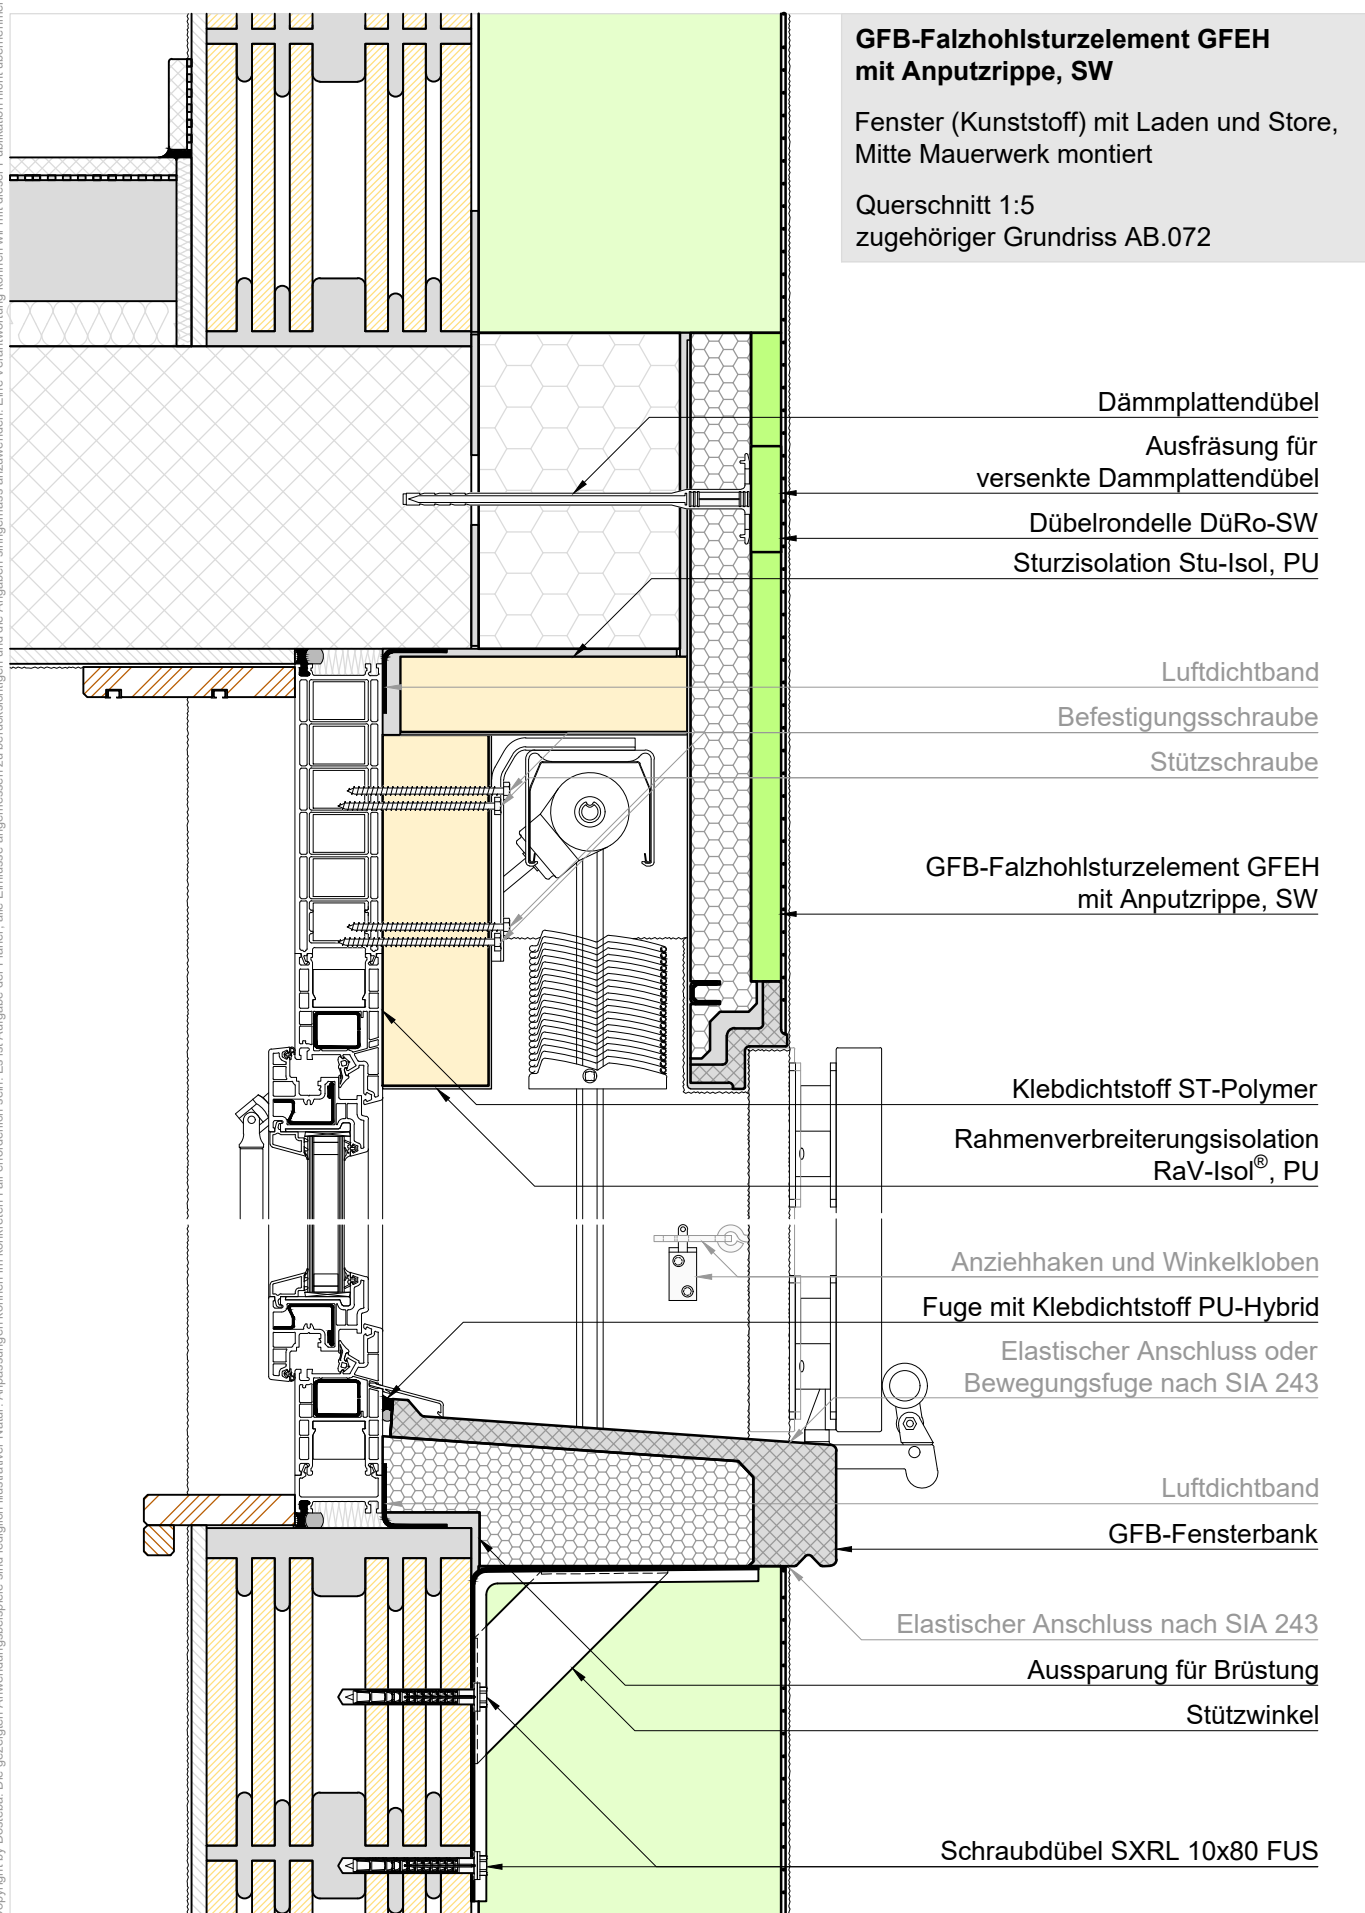 GFB-Falzhohlsturzelement GFEH
mit Anputzrippe, SW
Fenster (Kunststoff) mit Laden und Store,
Mitte Mauerwerk montiert
Querschnitt 1:5
zugehöriger Grundriss AB.072
Dämmplattendübel
Ausfräsung für
versenkte Dammplattendübel
Dübelrondelle DüRo-SW
Sturzisolation Stu-Isol, PU
Luftdichtband
Befestigungsschraube
Stützschraube
GFB-Falzhohlsturzelement GFEH
mit Anputzrippe, SW
Klebdichtstoff ST-Polymer
Rahmenverbreiterungsisolation
RaV-Isol®, PU
Anziehhaken und Winkelkloben
Fuge mit Klebdichtstoff PU-Hybrid
Elastischer Anschluss oder
Bewegungsfuge nach SIA 243
Luftdichtband
GFB-Fensterbank
Elastischer Anschluss nach SIA 243
Aussparung für Brüstung
Stützwinkel
Schraubdübel SXRL 10x80 FUS